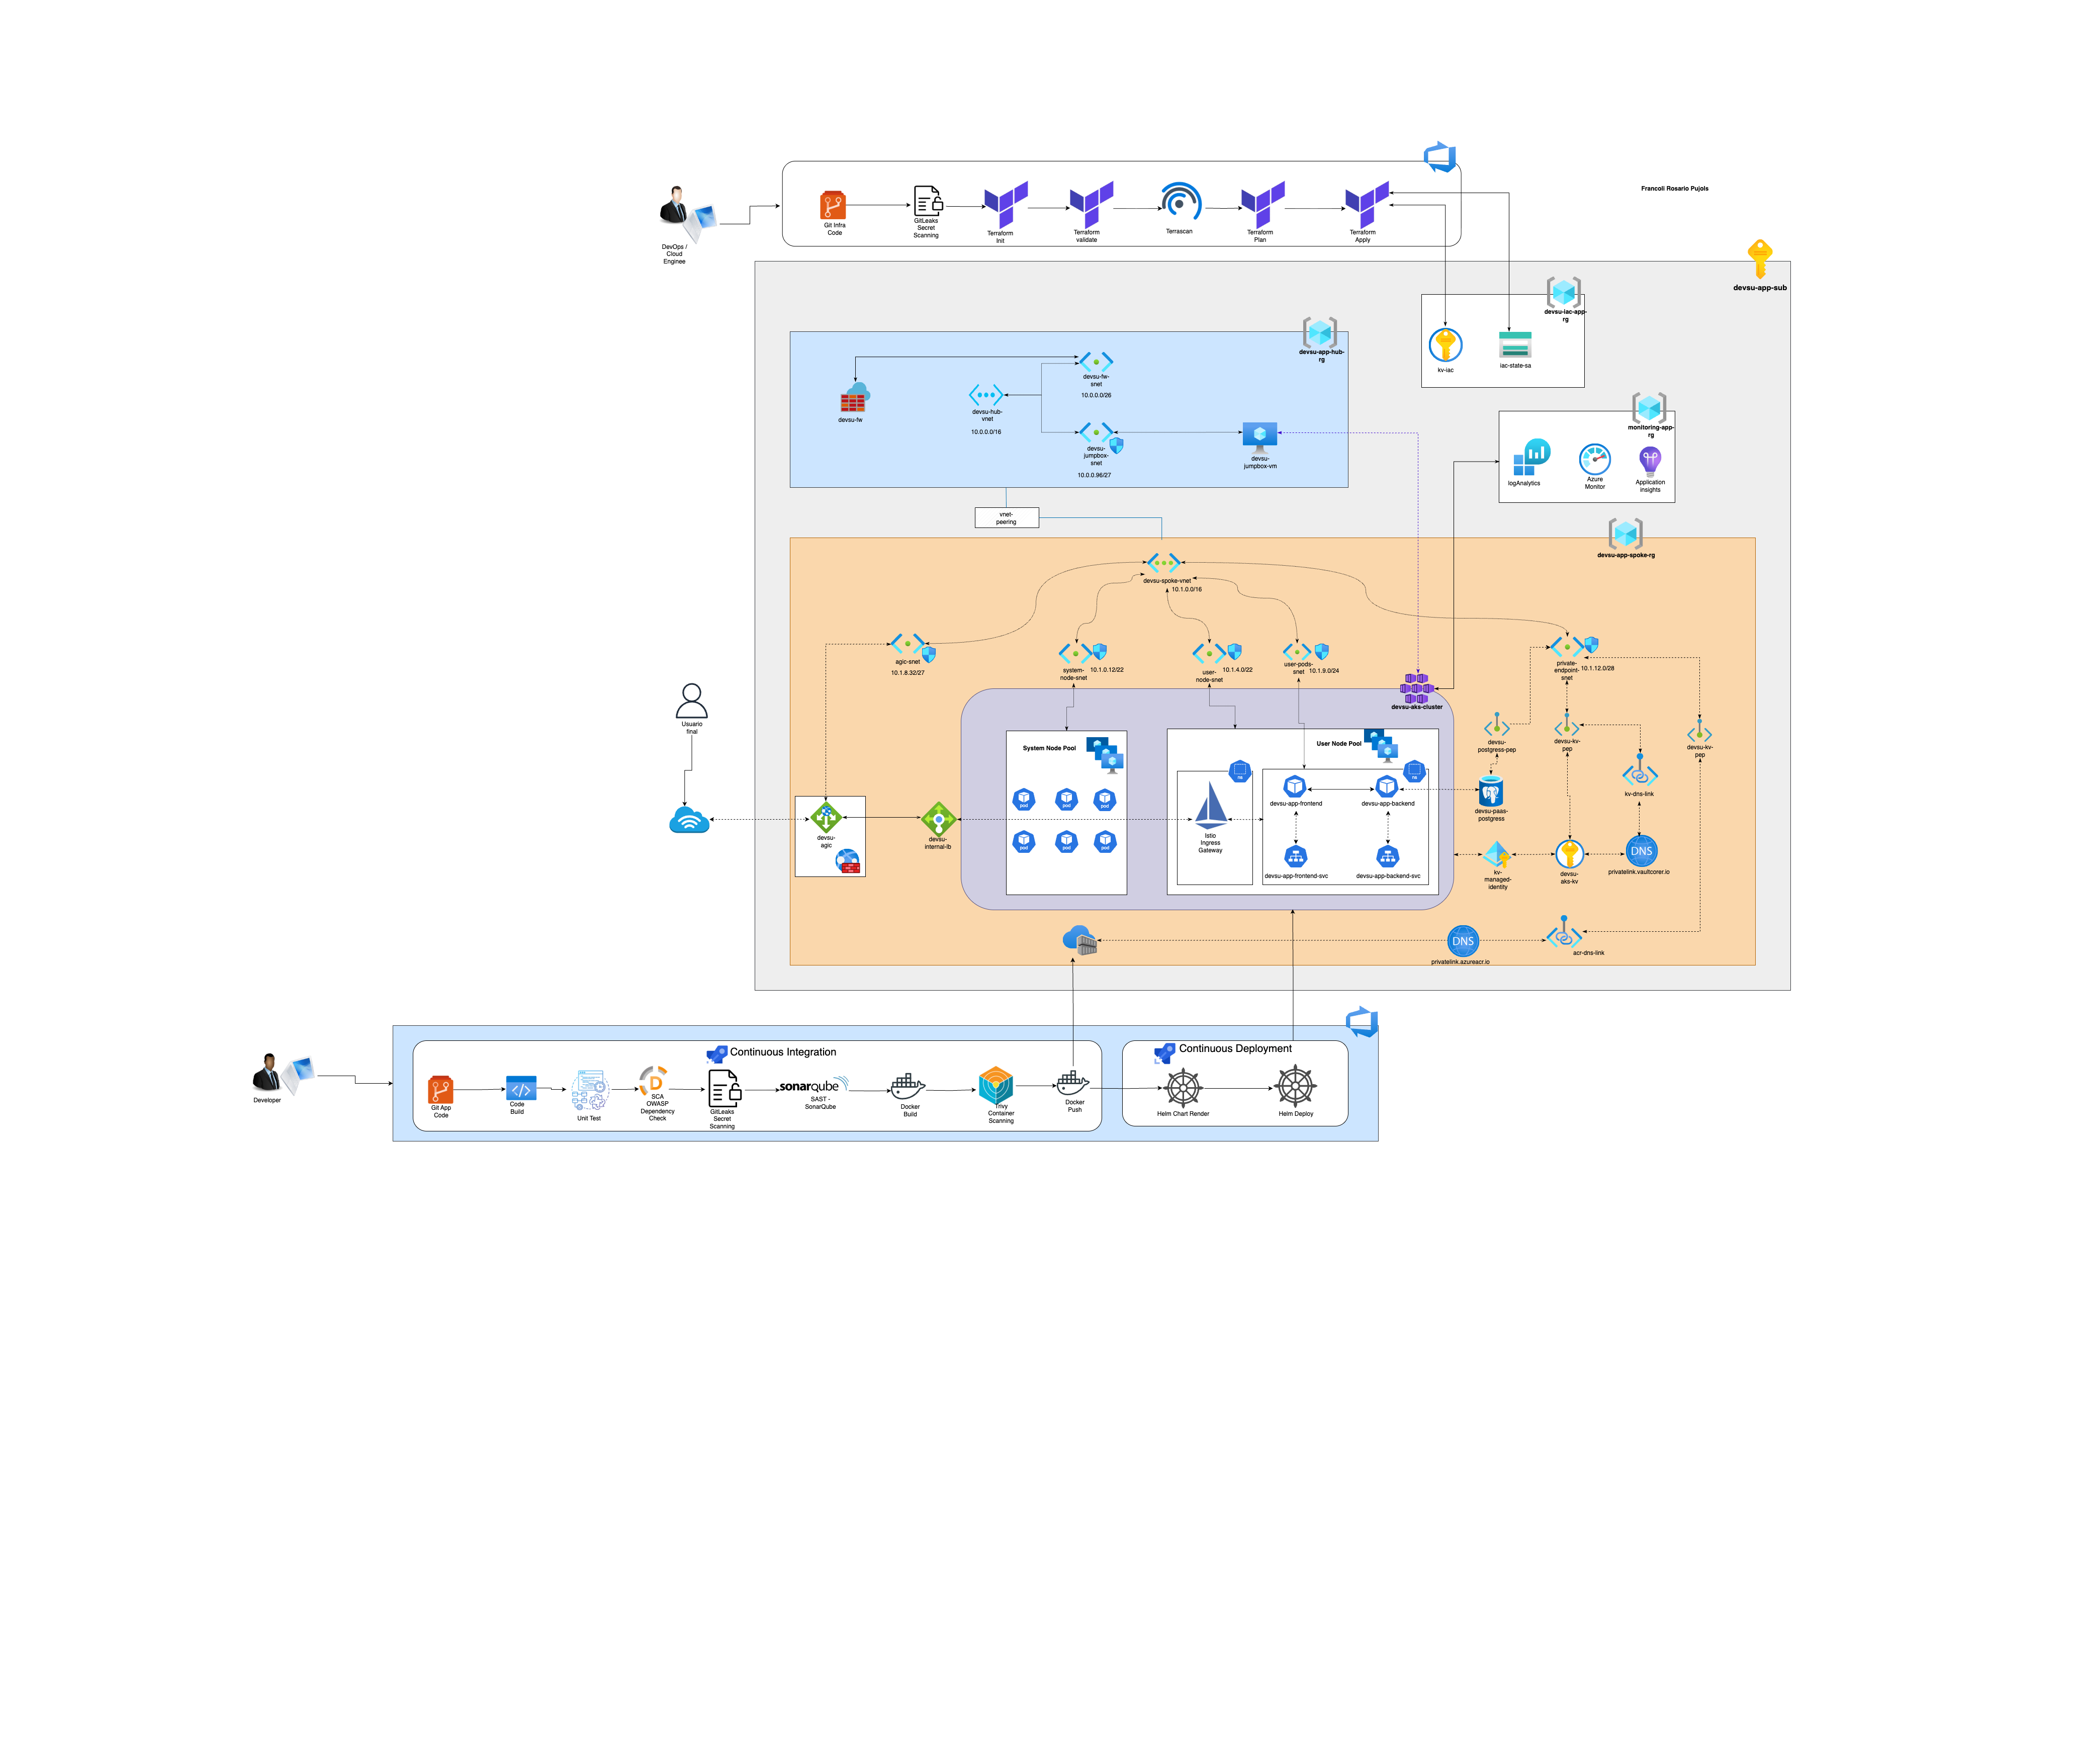 Francoli Rosario Pujols
DevOps /
Cloud
Enginee
Git Infra
Code
GitLeaks
Secret
Scanning
Terraform
Init
Terraform
validate
Terrascan
Terraform
Plan
Terraform
Apply
devsu-app-sub
devsu-iac-app-
rg
kv-iac
iac-state-sa
devsu-app-hub-
rg
devsu-fw
devsu-hub-
vnet
10.0.0.0/16
devsu-fw-
snet
10.0.0.0/26
devsu-
jumpbox-
snet
10.0.0.96/27
devsu-
jumpbox-vm
monitoring-app-
rg
logAnalytics
Azure
Monitor
Application
insights
vnet-
peering
devsu-app-spoke-rg
devsu-spoke-vnet
10.1.0.0/16
agic-snet
10.1.8.32/27
system-
node-snet
10.1.0.12/22
user-
node-snet
10.1.4.0/22
user-pods-
snet
10.1.9.0/24
private-
endpoint-
snet
10.1.12.0/28
devsu-aks-cluster
Usuario
final
devsu-
agic
devsu-
internal-lb
System Node Pool
pod
pod
pod
pod
pod
pod
User Node Pool
ns
ns
Istio
Ingress
Gateway
devsu-app-frontend
devsu-app-backend
devsu-app-frontend-svc
devsu-app-backend-svc
devsu-
postgress-pep
devsu-kv-
pep
devsu-kv-
pep
kv-dns-link
devsu-paas-
postgress
kv-
managed-
identity
devsu-
aks-kv
DNS
privatelink.vaultcorer.io
DNS
privatelink.azureacr.io
acr-dns-link
Developer
Continuous Integration
Git App
Code
Code
Build
Unit Test
SCA
OWASP
Dependency
Check
GitLeaks
Secret
Scanning
sonarqube
SAST -
SonarQube
Docker
Build
Trivy
Container
Scanning
Docker
Push
Continuous Deployment
Helm Chart Render
Helm Deploy